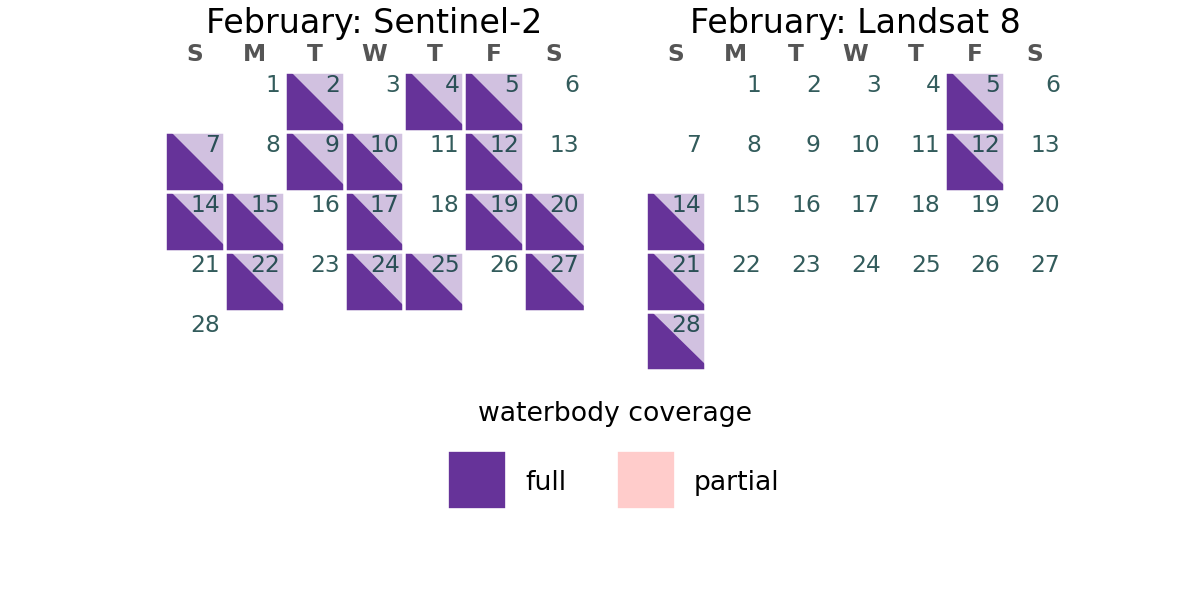 February: Sentinel-2
S M T W T F S
1 2 3 4 5 6
7 8 9 10 11 12 13
14 15 16 17 18 19 20
21 22 23 24 25 26 27
28
February: Landsat 8
S M T W T F S
1 2 3 4 5 6
7 8 9 10 11 12 13
14 15 16 17 18 19 20
21 22 23 24 25 26 27
28
waterbody coverage
full partial